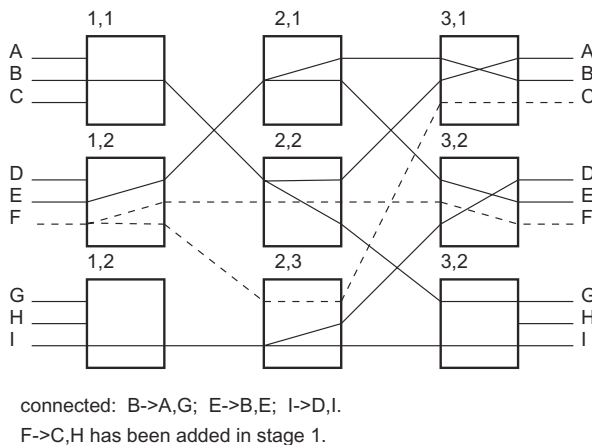 1,1 2,1 3,1
A A
B B
C C
1,2 2,2 3,2
D D
E E
F F
1,2 2,3 3,2
G G
H H
I I
connected: B->A,G; E->B,E; I->D,I.
F->C,H has been added in stage 1.